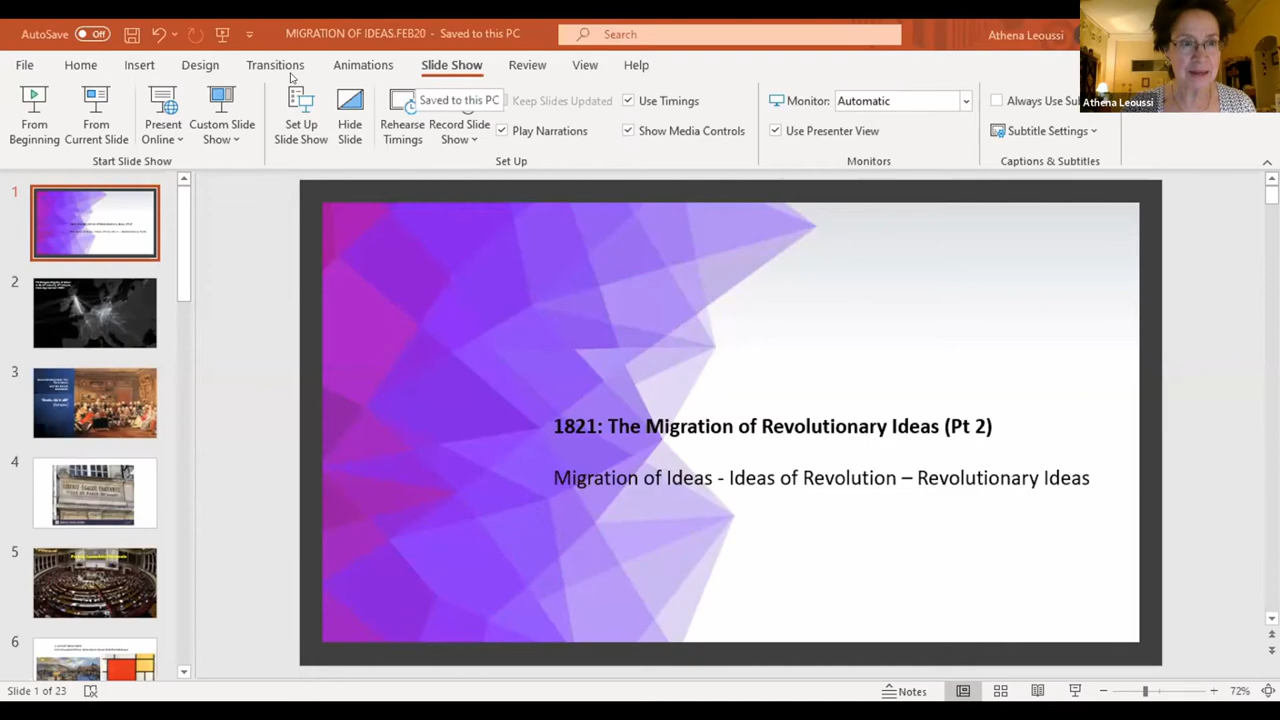 AutoSave Off MIGRATION OF IDEAS.FEB20 - Saved to this PC Search Athena Leoussi
File Home Insert Design Transitions Animations Slide Show Review View Help
Athena Leoussi
From Beginning
From Current Slide
Present Online
Custom Slide Show
Start Slide Show
Set Up Slide Show
Hide Slide
Rehearse Timings
Record Slide Show
Saved to this PC
Keep Slides Updated
Play Narrations
Use Timings
Show Media Controls
Set Up
Monitor: Automatic
Use Presenter View
Monitors
Always Use Su
Subtitle Settings
Captions & Subtitles
1
2
3
4
5
6
1821: The Migration of Revolutionary Ideas (Pt 2)
Migration of Ideas - Ideas of Revolution – Revolutionary Ideas
Slide 1 of 23 Notes 72%